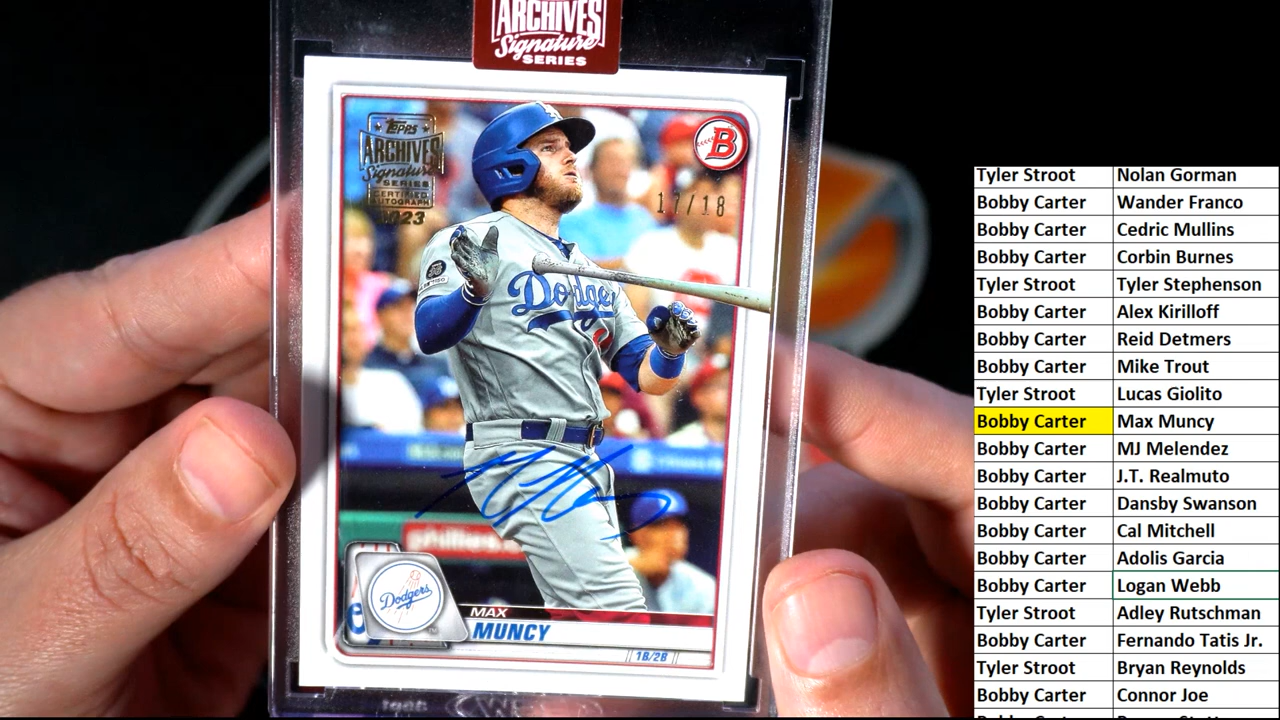 ARCHIVES
Signature
SERIES
TOPPS
ARCHIVES
Signature
SERIES
CERTIFIED
AUTOGRAPH
2023
B
17/18
Dodgers
phillies
Dodgers
MAX
MUNCY
Tyler Stroot Nolan Gorman
Bobby Carter Wander Franco
Bobby Carter Cedric Mullins
Bobby Carter Corbin Burnes
Tyler Stroot Tyler Stephenson
Bobby Carter Alex Kirilloff
Bobby Carter Reid Detmers
Bobby Carter Mike Trout
Tyler Stroot Lucas Giolito
Bobby Carter Max Muncy
Bobby Carter MJ Melendez
Bobby Carter J.T. Realmuto
Bobby Carter Dansby Swanson
Bobby Carter Cal Mitchell
Bobby Carter Adolis Garcia
Bobby Carter Logan Webb
Tyler Stroot Adley Rutschman
Bobby Carter Fernando Tatis Jr.
Tyler Stroot Bryan Reynolds
Bobby Carter Connor Joe